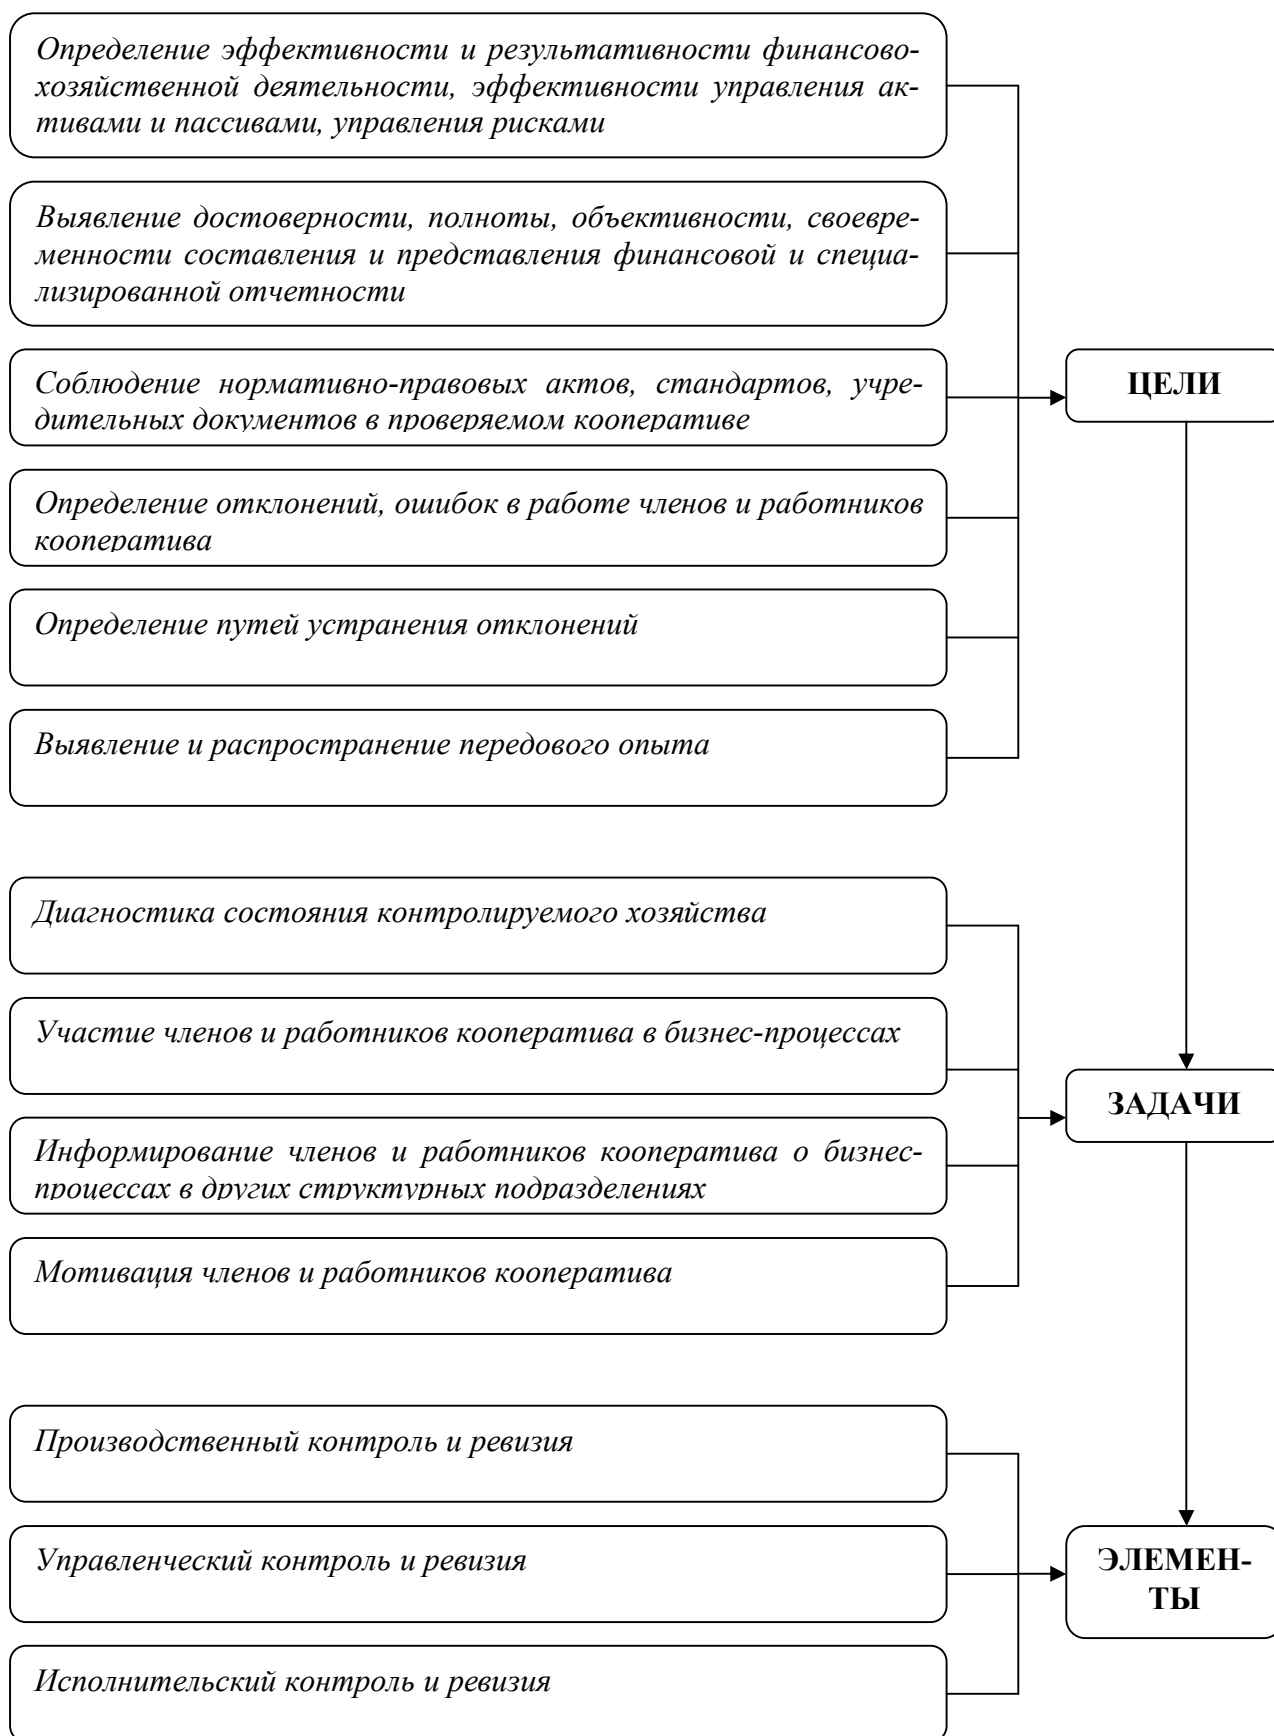 Определение эффективности и результативности финансово-
хозяйственной деятельности, эффективности управления ак-
тивами и пассивами, управления рисками
Выявление достоверности, полноты, объективности, своевре-
менности составления и представления финансовой и специа-
лизированной отчетности
Соблюдение нормативно-правовых актов, стандартов, учре-
дительных документов в проверяемом кооперативе
ЦЕЛИ
Определение отклонений, ошибок в работе членов и работников
кооператива
Определение путей устранения отклонений
Выявление и распространение передового опыта
Диагностика состояния контролируемого хозяйства
Участие членов и работников кооператива в бизнес-процессах
ЗАДАЧИ
Информирование членов и работников кооператива о бизнес-
процессах в других структурных подразделениях
Мотивация членов и работников кооператива
Производственный контроль и ревизия
Управленческий контроль и ревизия
ЭЛЕМЕН-
ТЫ
Исполнительский контроль и ревизия